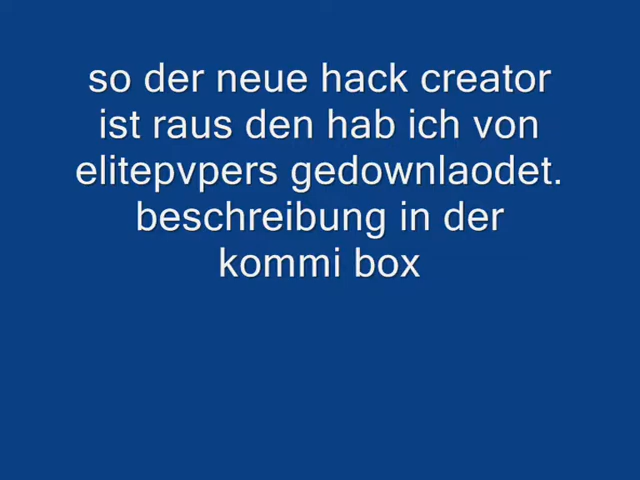 so der neue hack creator
ist raus den hab ich von
elitepvpers gedownlaodet.
beschreibung in der
kommi box